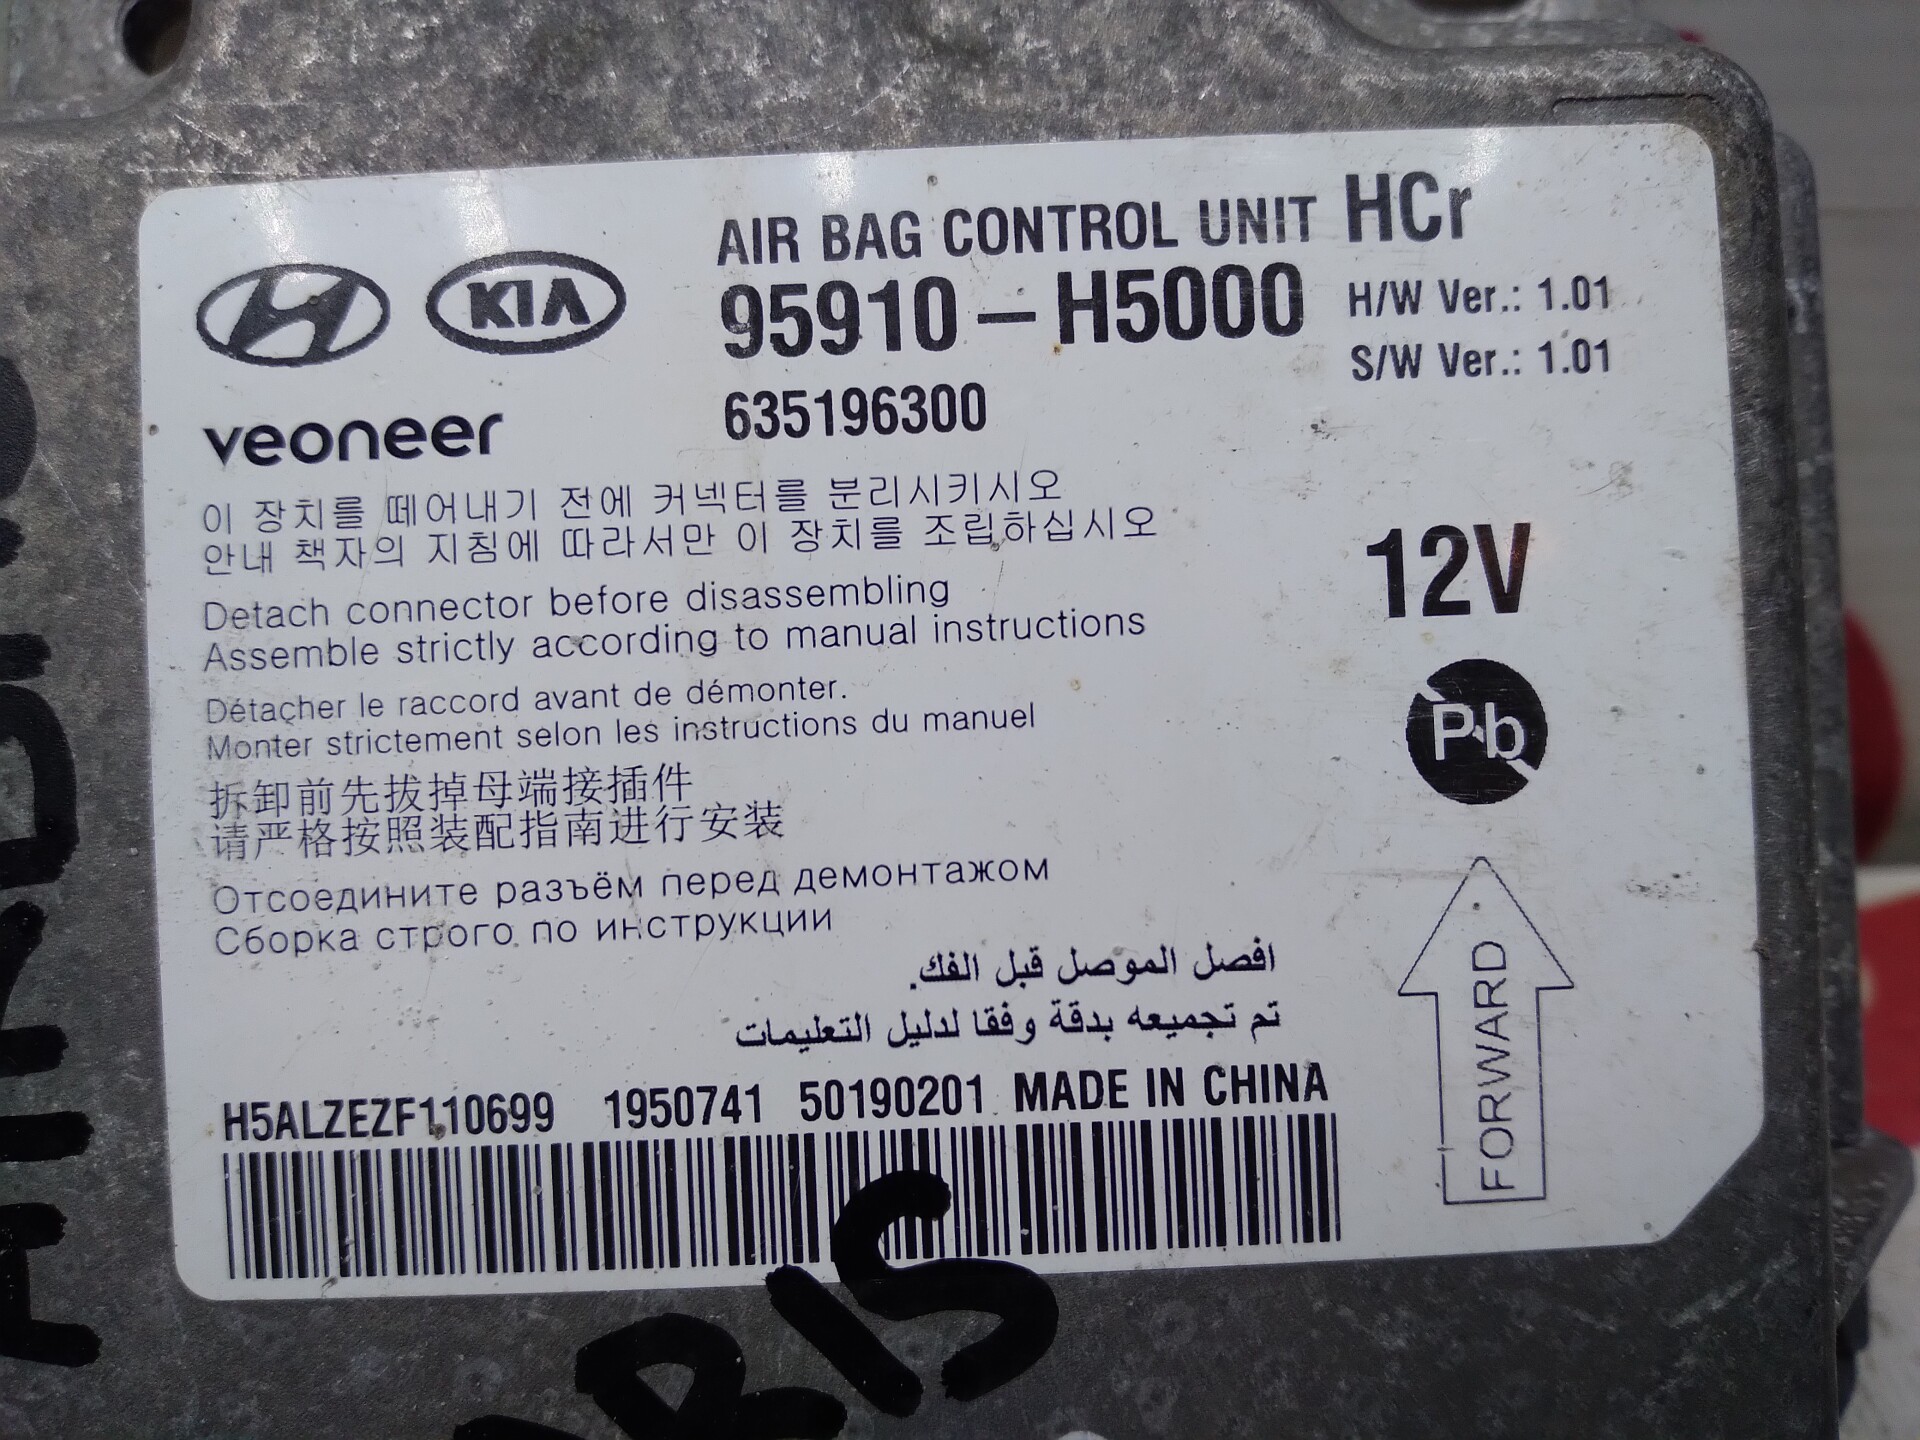 AIR BAG CONTROL UNIT HCr
KIA
95910-H5000
H/W Ver.: 1.01
S/W Ver.: 1.01
635196300
veoneer
이 장치를 떼어내기 전에 커넥터를 분리시키시오
안내 책자의 지침에 따라서만 이 장치를 조립하십시오
12V
Detach connector before disassembling
Assemble strictly according to manual instructions
Détacher le raccord avant de démonter.
Monter strictement selon les instructions du manuel
Pb
拆卸前先拔掉母端接插件
请严格按照装配指南进行安装
Отсоедините разъём перед демонтажом
Сборка строго по инструкции
افصل الموصل قبل الفك.
تم تجميعه بدقة وفقا لدليل التعليمات
FORWARD
H5ALZEZF110699 1950741 50190201 MADE IN CHINA